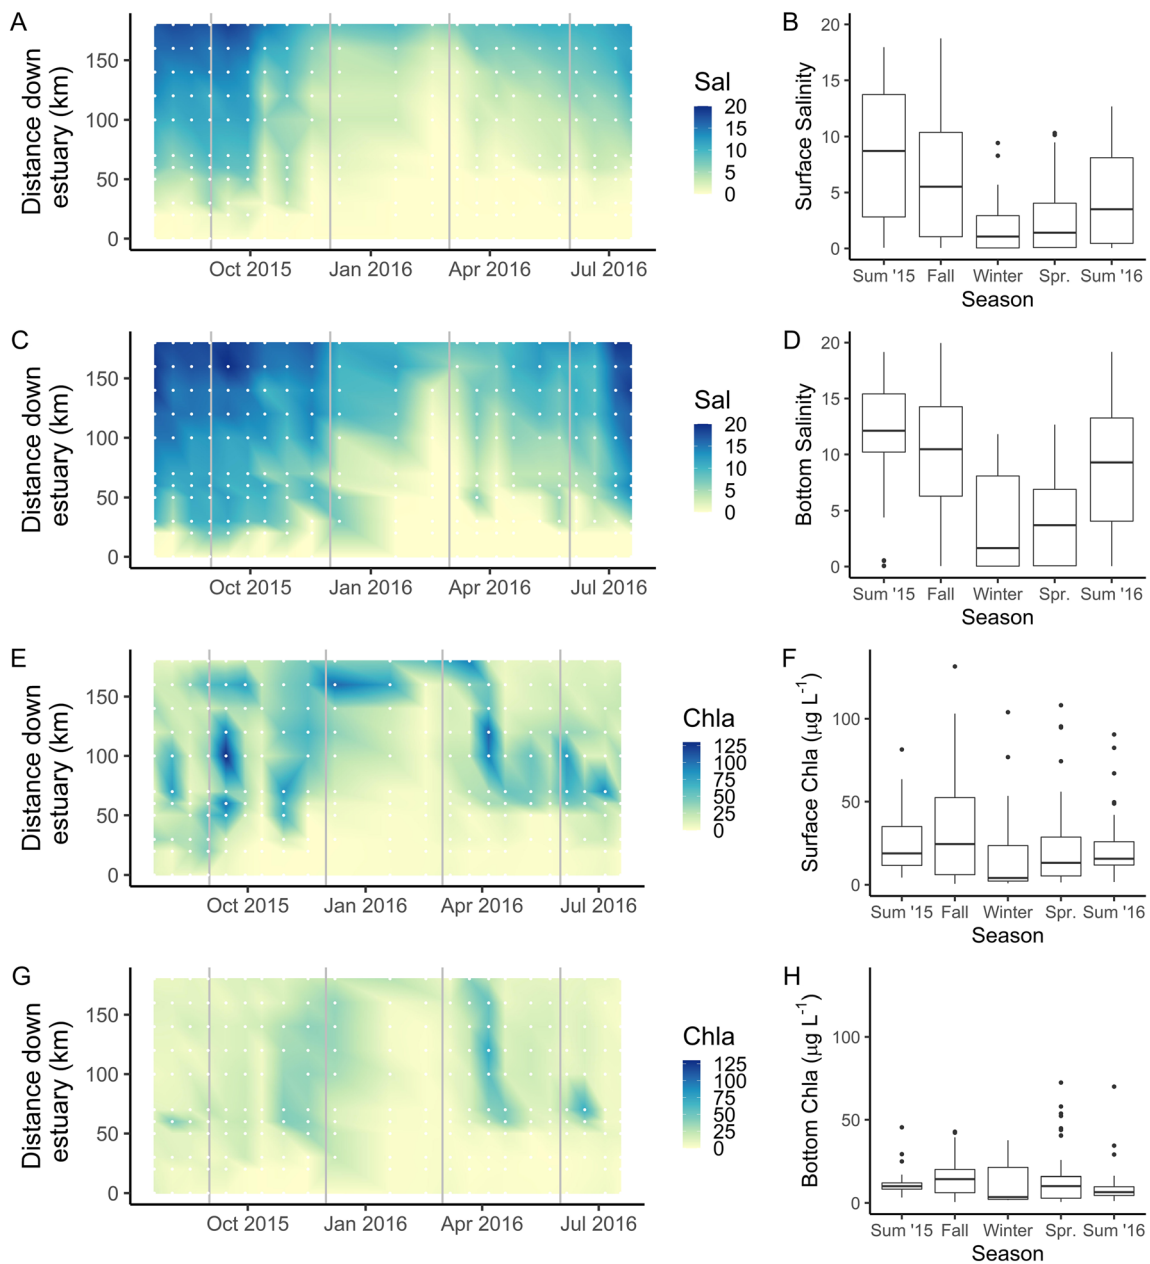 A
Distance down
estuary (km)
150
100
50
0
Oct 2015
Jan 2016
Apr 2016
Jul 2016
Sal
20
15
10
5
0
B
Surface Salinity
20
15
10
5
0
Sum '15
Fall
Winter
Spr.
Sum '16
Season
C
Distance down
estuary (km)
150
100
50
0
Oct 2015
Jan 2016
Apr 2016
Jul 2016
Sal
20
15
10
5
0
D
Bottom Salinity
20
15
10
5
0
Sum '15
Fall
Winter
Spr.
Sum '16
Season
E
Distance down
estuary (km)
150
100
50
0
Oct 2015
Jan 2016
Apr 2016
Jul 2016
Chla
125
100
75
50
25
0
F
Surface Chla (μg L⁻¹)
100
50
0
Sum '15
Fall
Winter
Spr.
Sum '16
Season
G
Distance down
estuary (km)
150
100
50
0
Oct 2015
Jan 2016
Apr 2016
Jul 2016
Chla
125
100
75
50
25
0
H
Bottom Chla (μg L⁻¹)
100
50
0
Sum '15
Fall
Winter
Spr.
Sum '16
Season